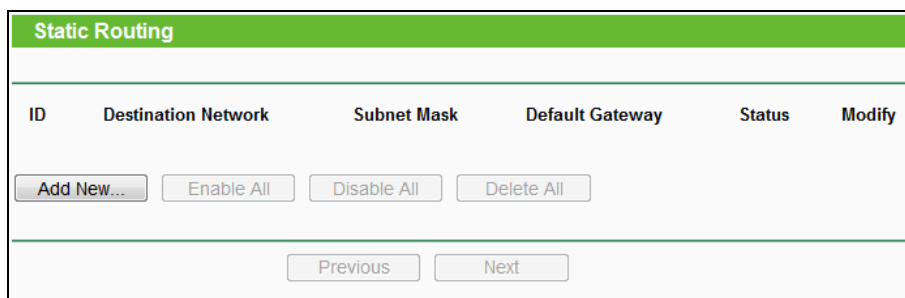 Static Routing
ID Destination Network Subnet Mask Default Gateway Status Modify
Add New... Enable All Disable All Delete All
Previous Next